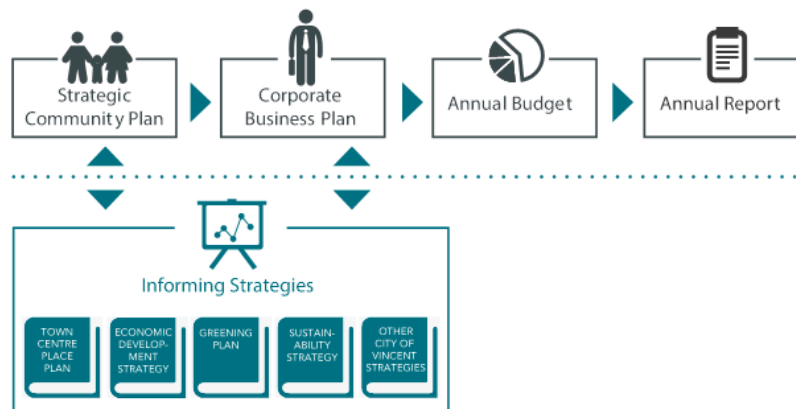 Strategic
Community Plan
Corporate
Business Plan
Annual Budget
Annual Report
Informing Strategies
TOWN
CENTRE
PLACE
PLAN
ECONOMIC
DEVELOP-
MENT
STRATEGY
GREENING
PLAN
SUSTAIN-
ABILITY
STRATEGY
OTHER
CITY OF
VINCENT
STRATEGIES